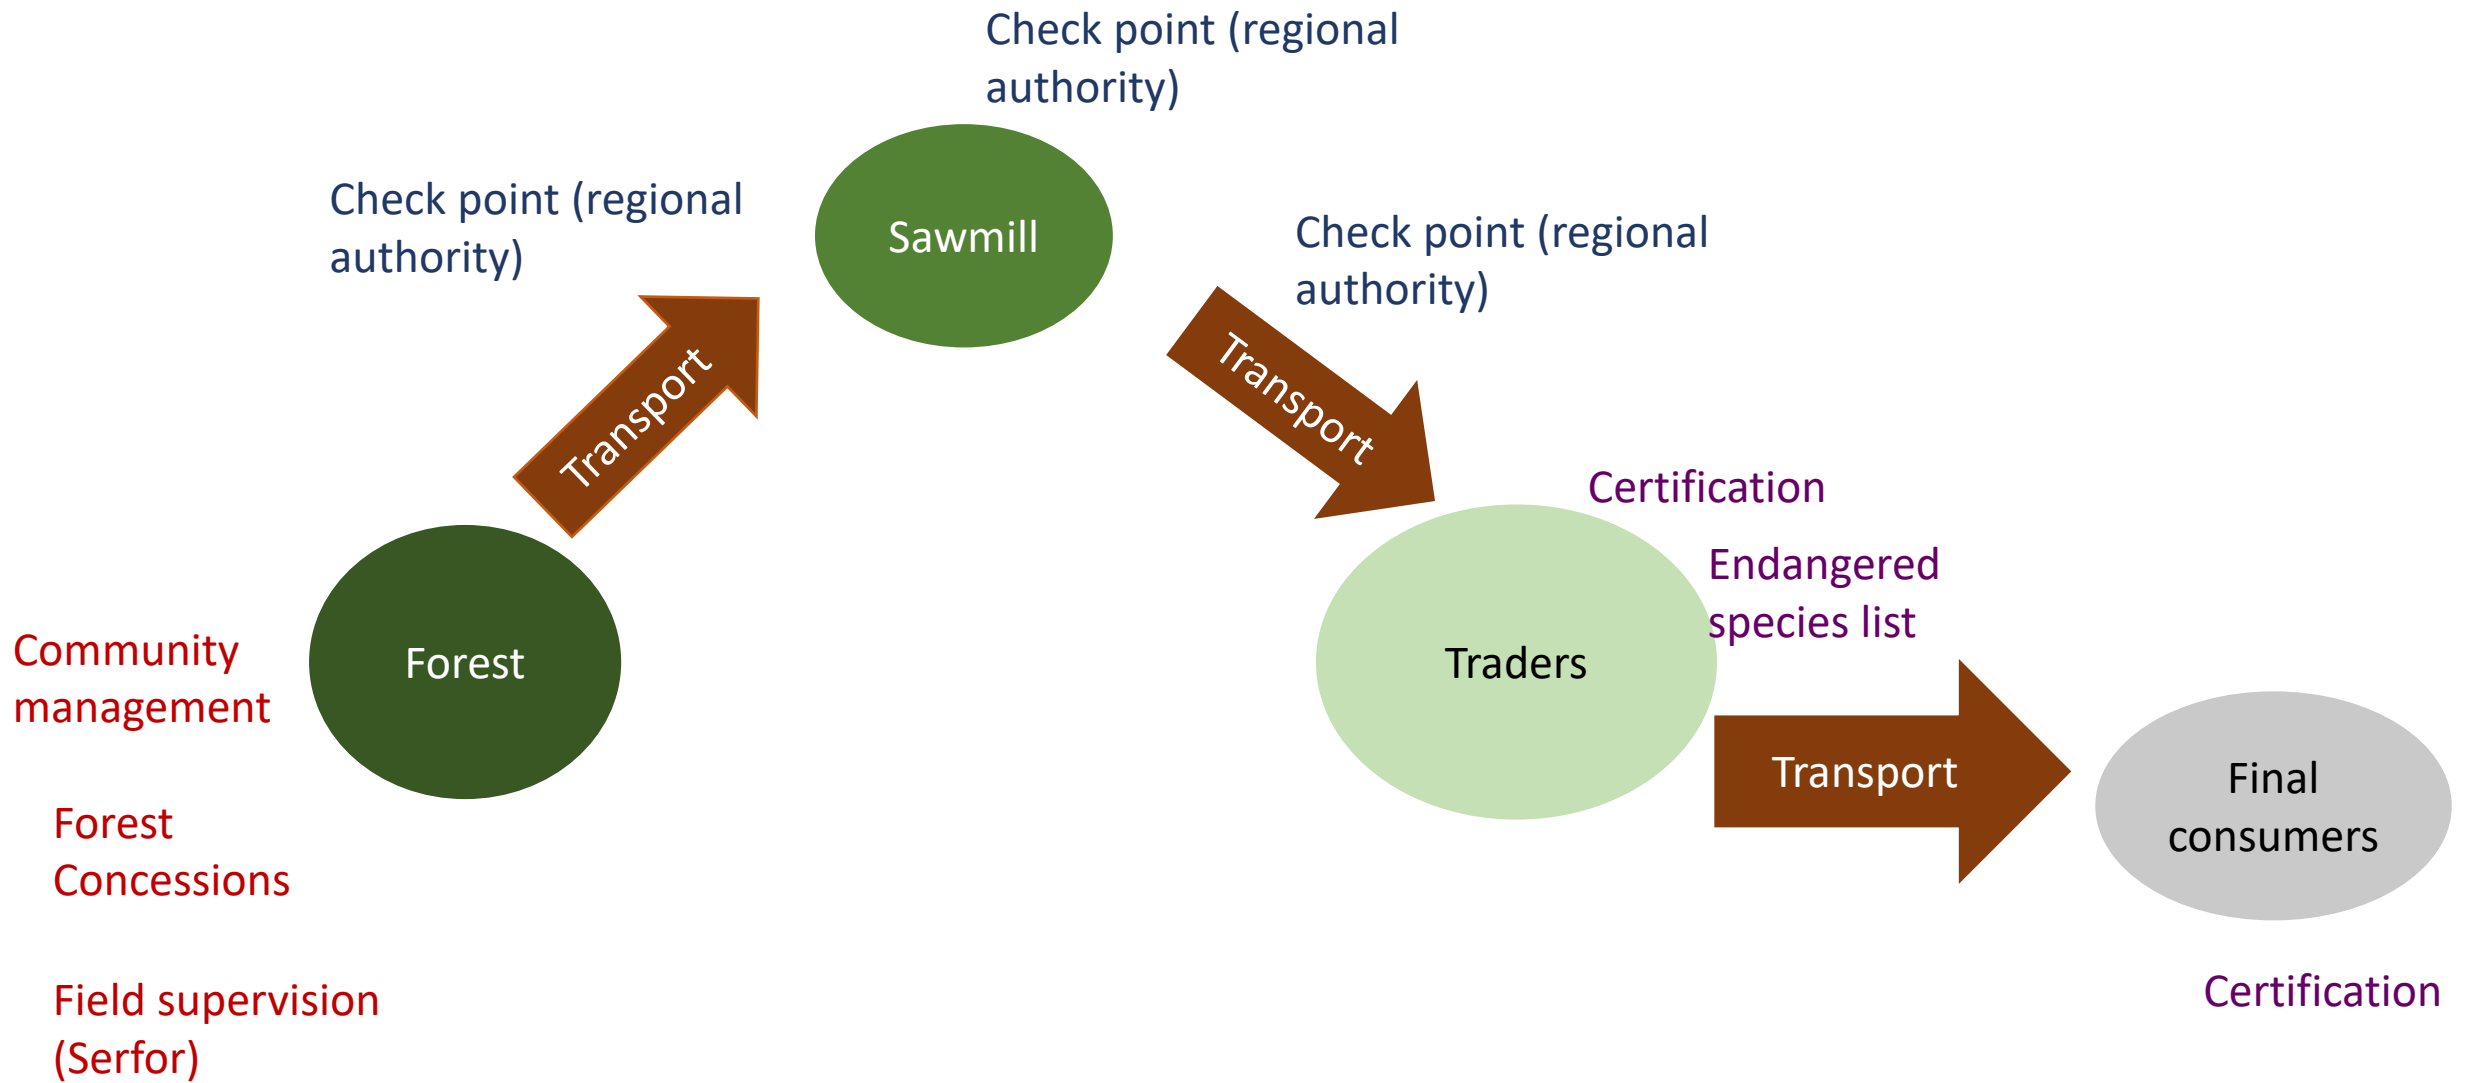 Check point (regional
authority)
Check point (regional
authority)
Sawmill
Check point (regional
authority)
Transport
Transport
Certification
Endangered
species list
Community
management
Forest
Traders
Transport
Final
consumers
Forest
Concessions
Field supervision
(Serfor)
Certification